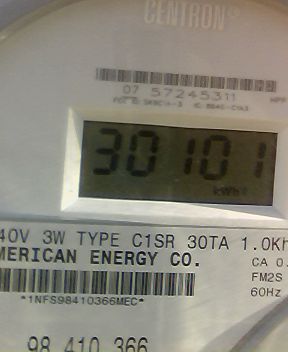 CENTRON®
07 57245311
30101
kWh
40V 3W TYPE C1SR 30TA 1.0Kh
MERICAN ENERGY CO.
CA 0.
FM2S
*1NFS98410366MEC*
60Hz
98 410 366